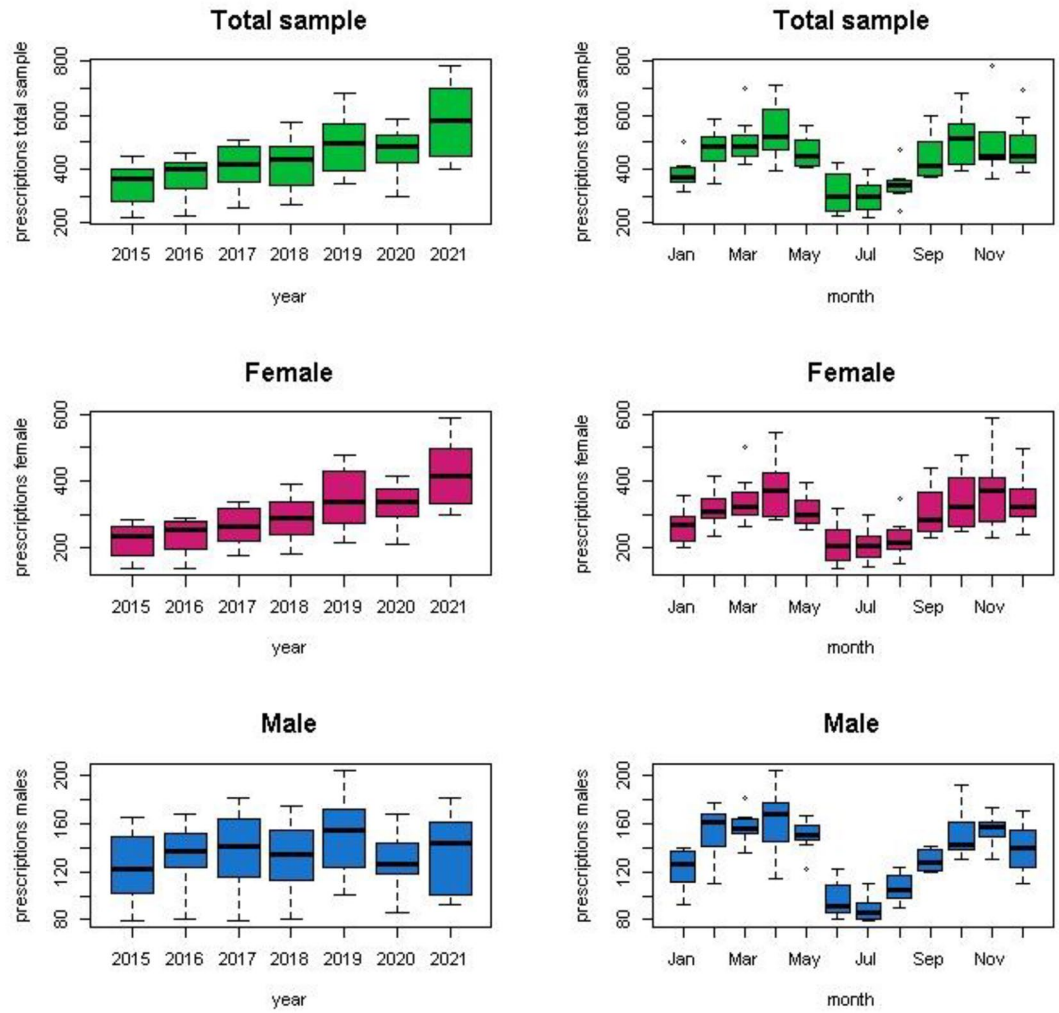 Total sample
prescriptions total sample
800
600
400
200
2015 2016 2017 2018 2019 2020 2021
year
Total sample
prescriptions total sample
800
600
400
200
Jan Mar May Jul Sep Nov
month
Female
prescriptions female
600
400
200
2015 2016 2017 2018 2019 2020 2021
year
Female
prescriptions female
600
400
200
Jan Mar May Jul Sep Nov
month
Male
prescriptions males
200
160
120
80
2015 2016 2017 2018 2019 2020 2021
year
Male
prescriptions males
200
160
120
80
Jan Mar May Jul Sep Nov
month